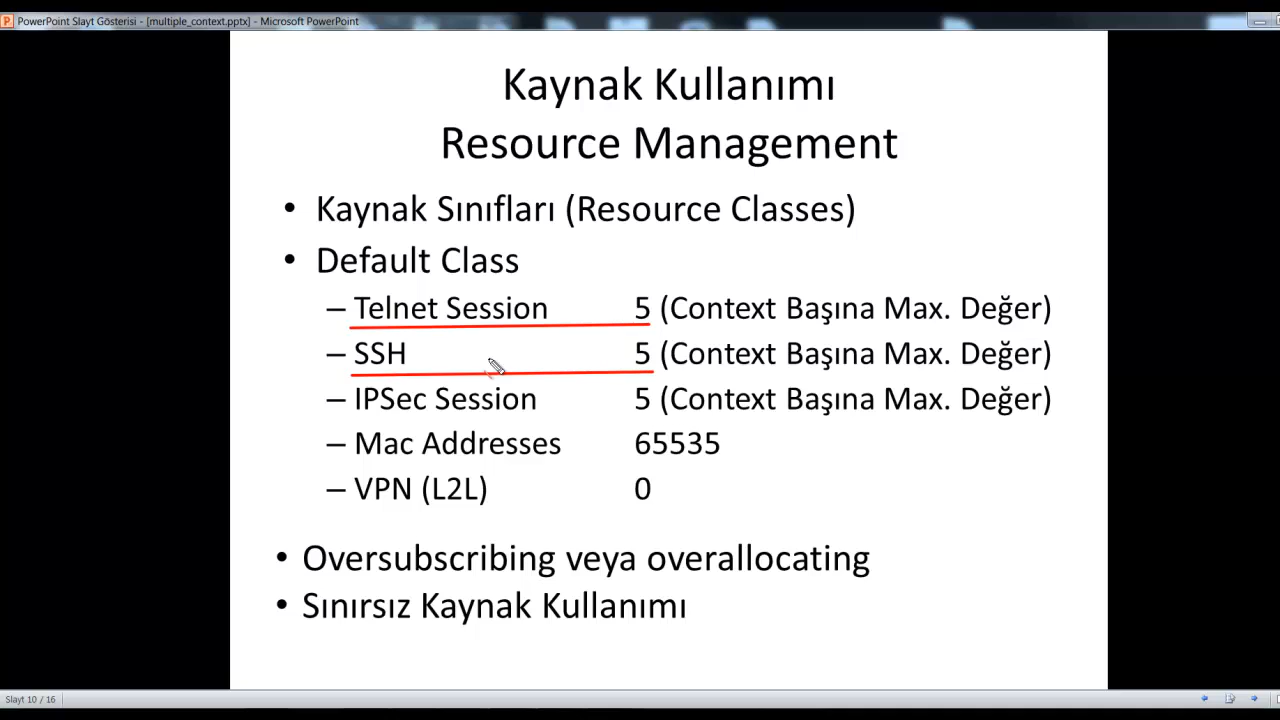 PowerPoint Slayt Gösterisi - [multiple_context.pptx] - Microsoft PowerPoint
Kaynak Kullanımı
Resource Management
• Kaynak Sınıfları (Resource Classes)
• Default Class
– Telnet Session 5 (Context Başına Max. Değer)
– SSH 5 (Context Başına Max. Değer)
– IPSec Session 5 (Context Başına Max. Değer)
– Mac Addresses 65535
– VPN (L2L) 0
• Oversubscribing veya overallocating
• Sınırsız Kaynak Kullanımı
Slayt 10 / 16